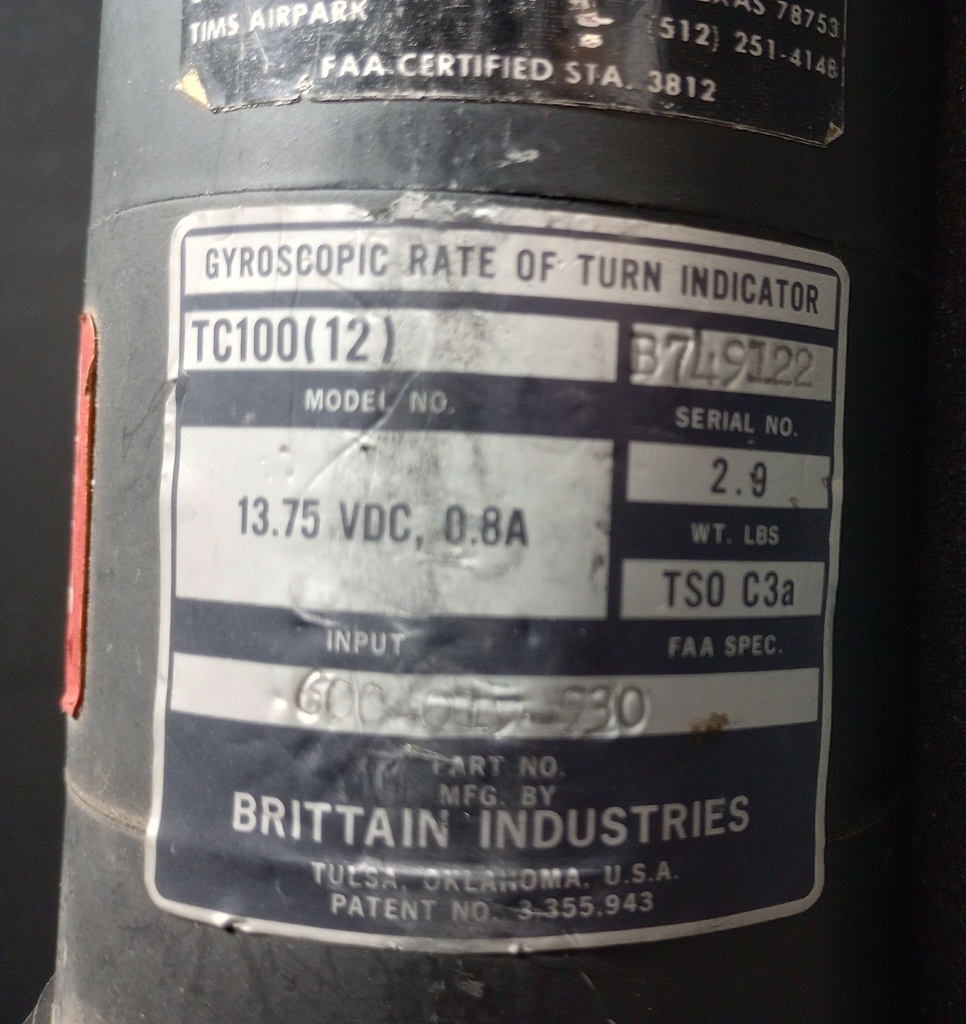 TEXAS 78753
TIMS AIRPARK
(512) 251-4148
FAA CERTIFIED STA. 3812
GYROSCOPIC RATE OF TURN INDICATOR
TC100(12)
B749122
MODEL NO.
SERIAL NO.
2.9
13.75 VDC, 0.8A
WT. LBS
TSO C3a
INPUT
FAA SPEC.
PART NO.
MFG. BY
BRITTAIN INDUSTRIES
TULSA, OKLAHOMA, U.S.A.
PATENT NO. 3.355.943